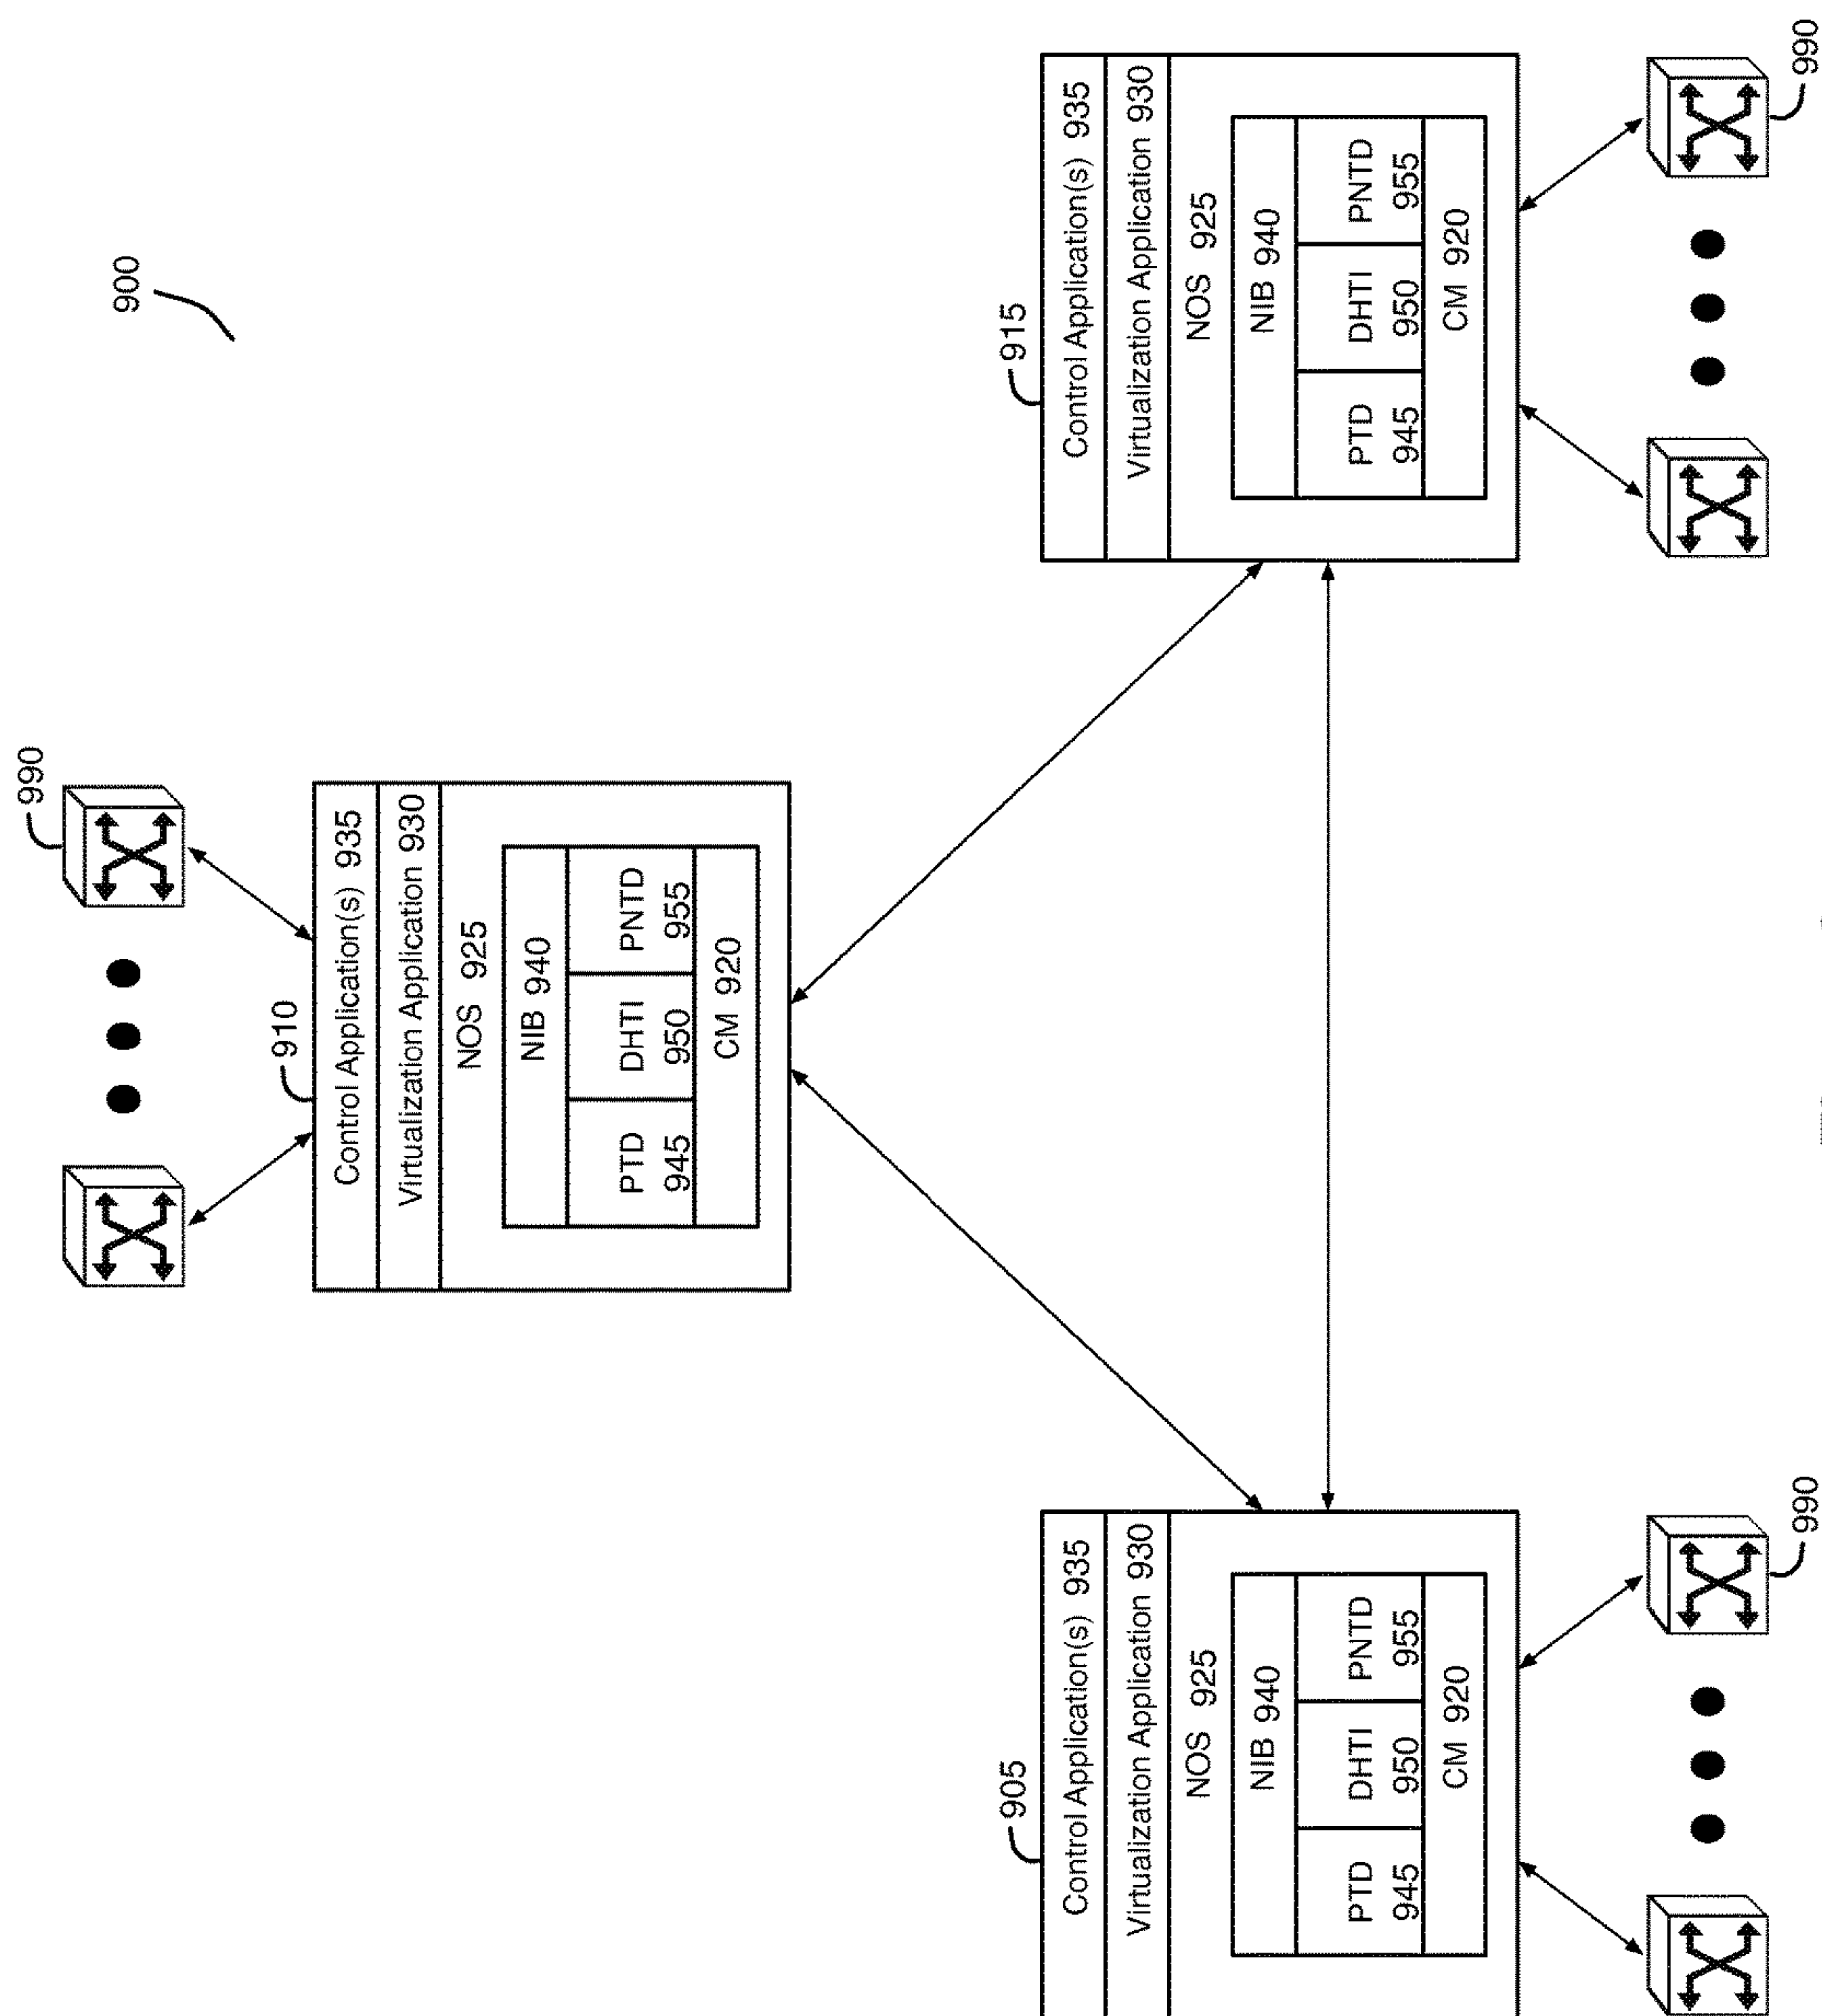 900
990
910
Control Application(s) 935
Virtualization Application 930
NOS 925
NIB 940
PTD 945
DHTI 950
PNTD 955
CM 920
905
Control Application(s) 935
Virtualization Application 930
NOS 925
NIB 940
PTD 945
DHTI 950
PNTD 955
CM 920
990
915
Control Application(s) 935
Virtualization Application 930
NOS 925
NIB 940
PTD 945
DHTI 950
PNTD 955
CM 920
990